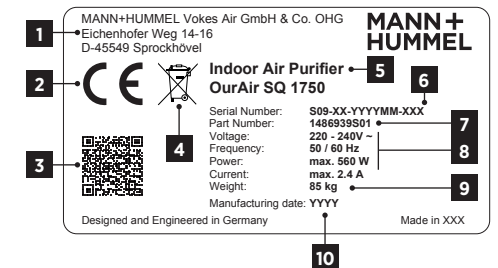 MANN+HUMMEL Vokes Air GmbH & Co. OHG
Eichenhofer Weg 14-16
D-45549 Sprockhövel
MANN+
HUMMEL
1
2
3
4
CE
Indoor Air Purifier
OurAir SQ 1750
5
6
Serial Number: S09-XX-YYYYMM-XXX
Part Number: 1486939S01
7
Voltage: 220 - 240V ~
Frequency: 50 / 60 Hz
8
Power: max. 560 W
Current: max. 2.4 A
Weight: 85 kg
9
Manufacturing date: YYYY
Designed and Engineered in Germany
Made in XXX
10